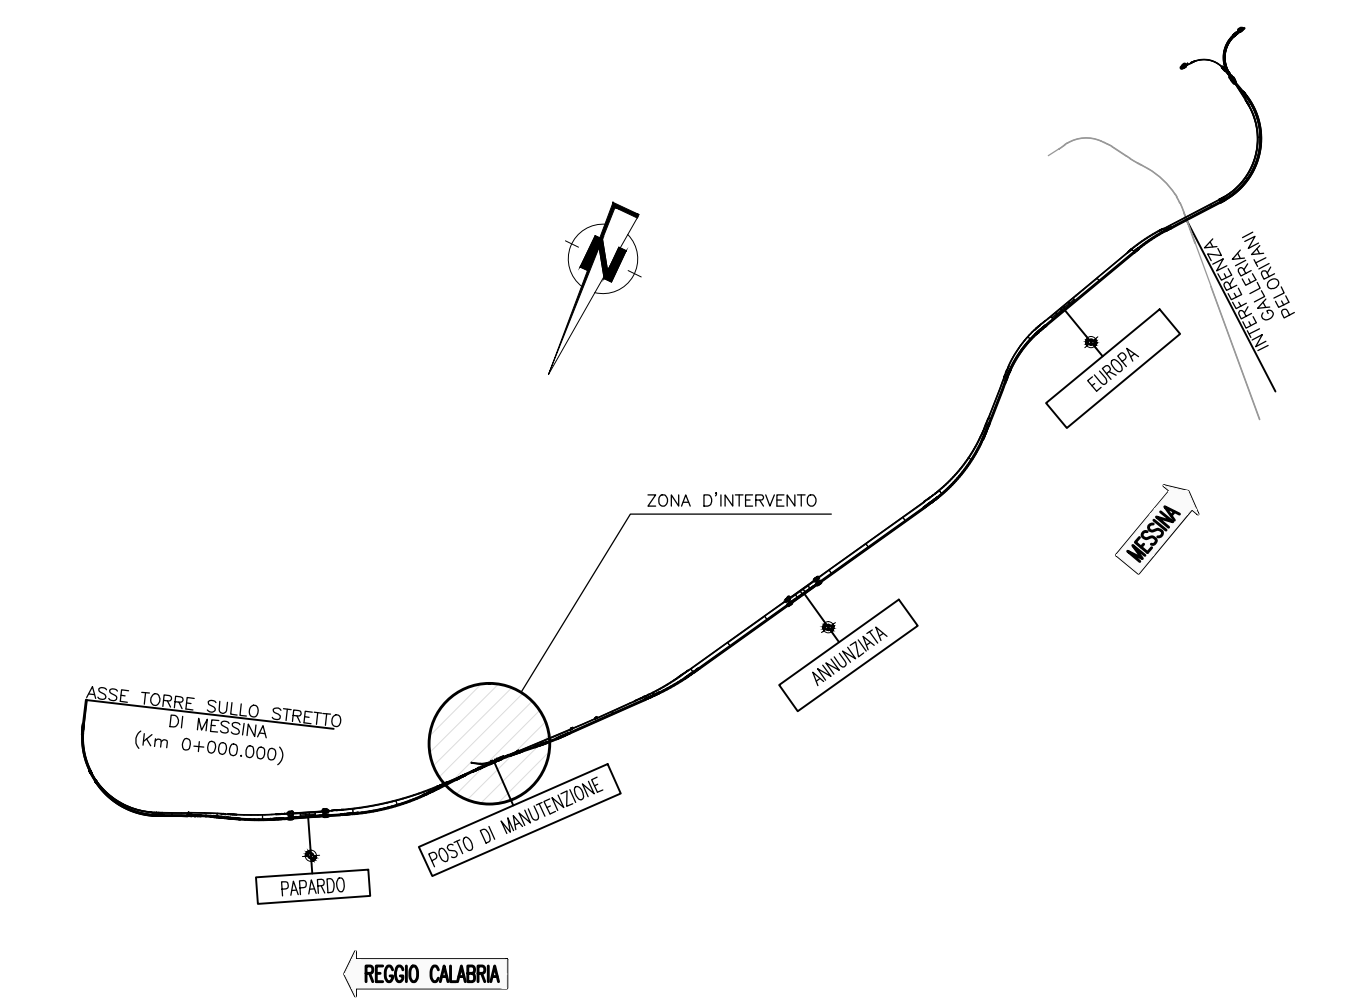 N
INTERFERENZA
GALLERIA
PELORITANI
EUROPA
ZONA D'INTERVENTO
MESSINA
ANNUNZIATA
ASSE TORRE SULLO STRETTO
DI MESSINA
(Km 0+000.000)
POSTO DI MANUTENZIONE
PAPARDO
REGGIO CALABRIA